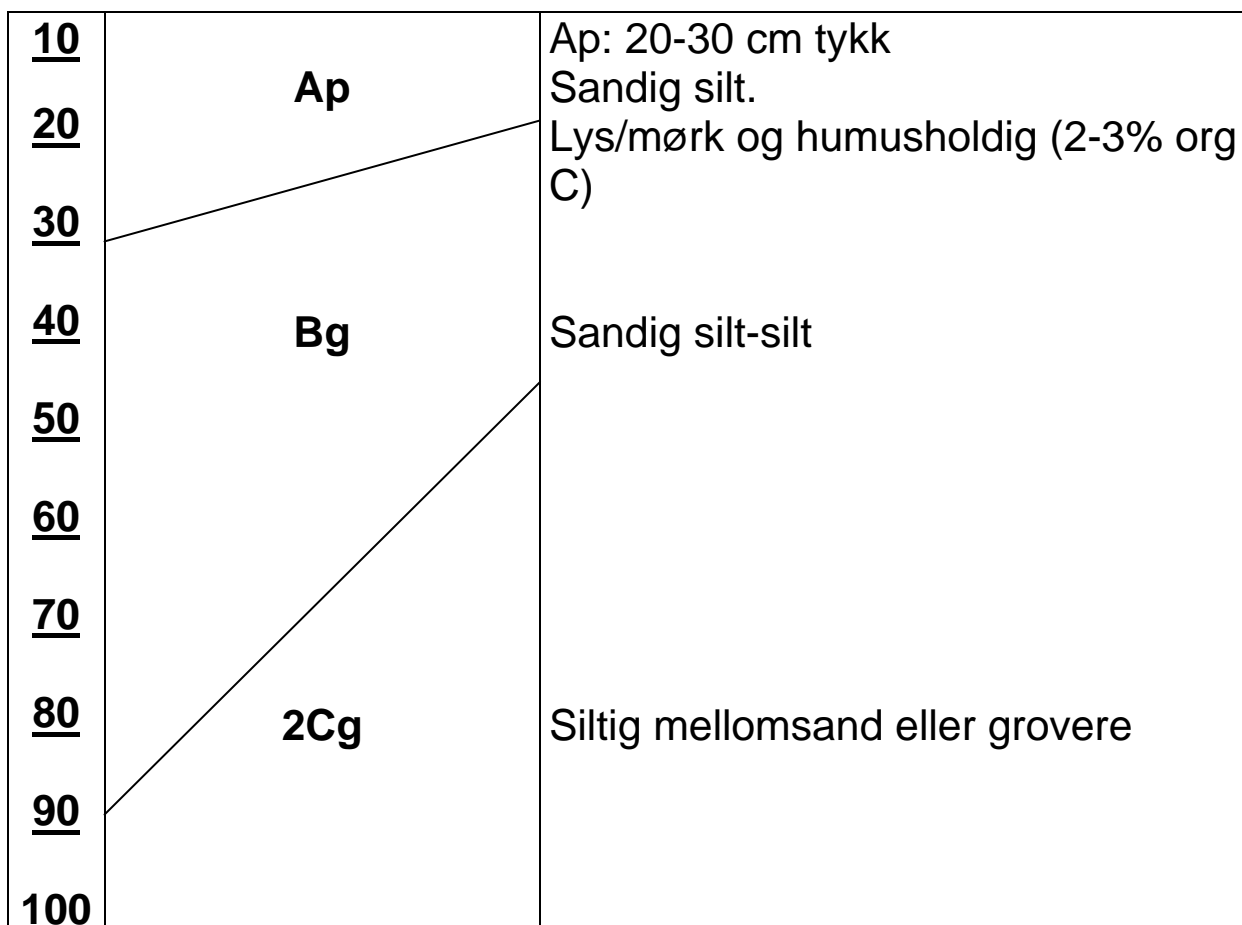 10
Ap: 20-30 cm tykk
Ap
Sandig silt.
20
Lys/mørk og humusholdig (2-3% org
C)
30
40
Bg
Sandig silt-silt
50
60
70
80
2Cg
Siltig mellomsand eller grovere
90
100